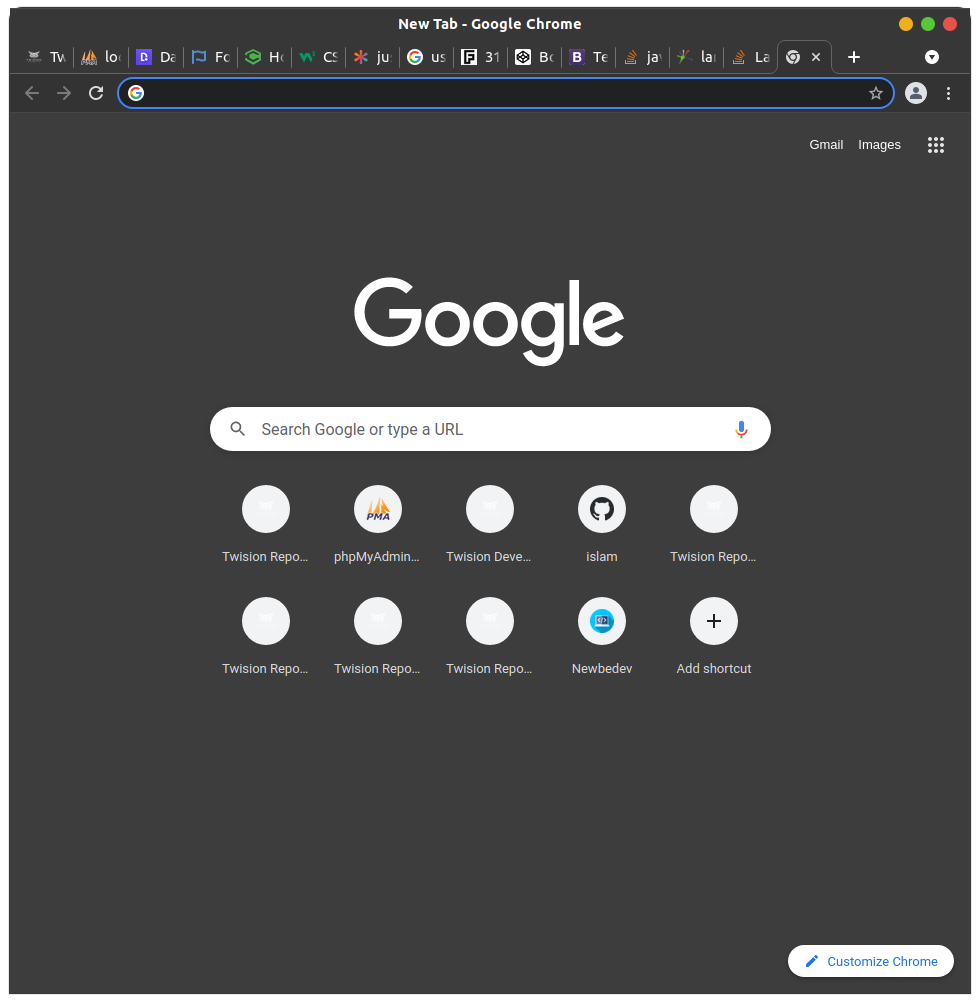 New Tab - Google Chrome
Tw loc Da Fo Ho CS ju us 31 Bo Te jav lar La
Gmail Images
Google
Search Google or type a URL
Twision Repo... phpMyAdmin... Twision Deve... islam Twision Repo...
PMA
Twision Repo... Twision Repo... Twision Repo... Newbedev Add shortcut
Customize Chrome